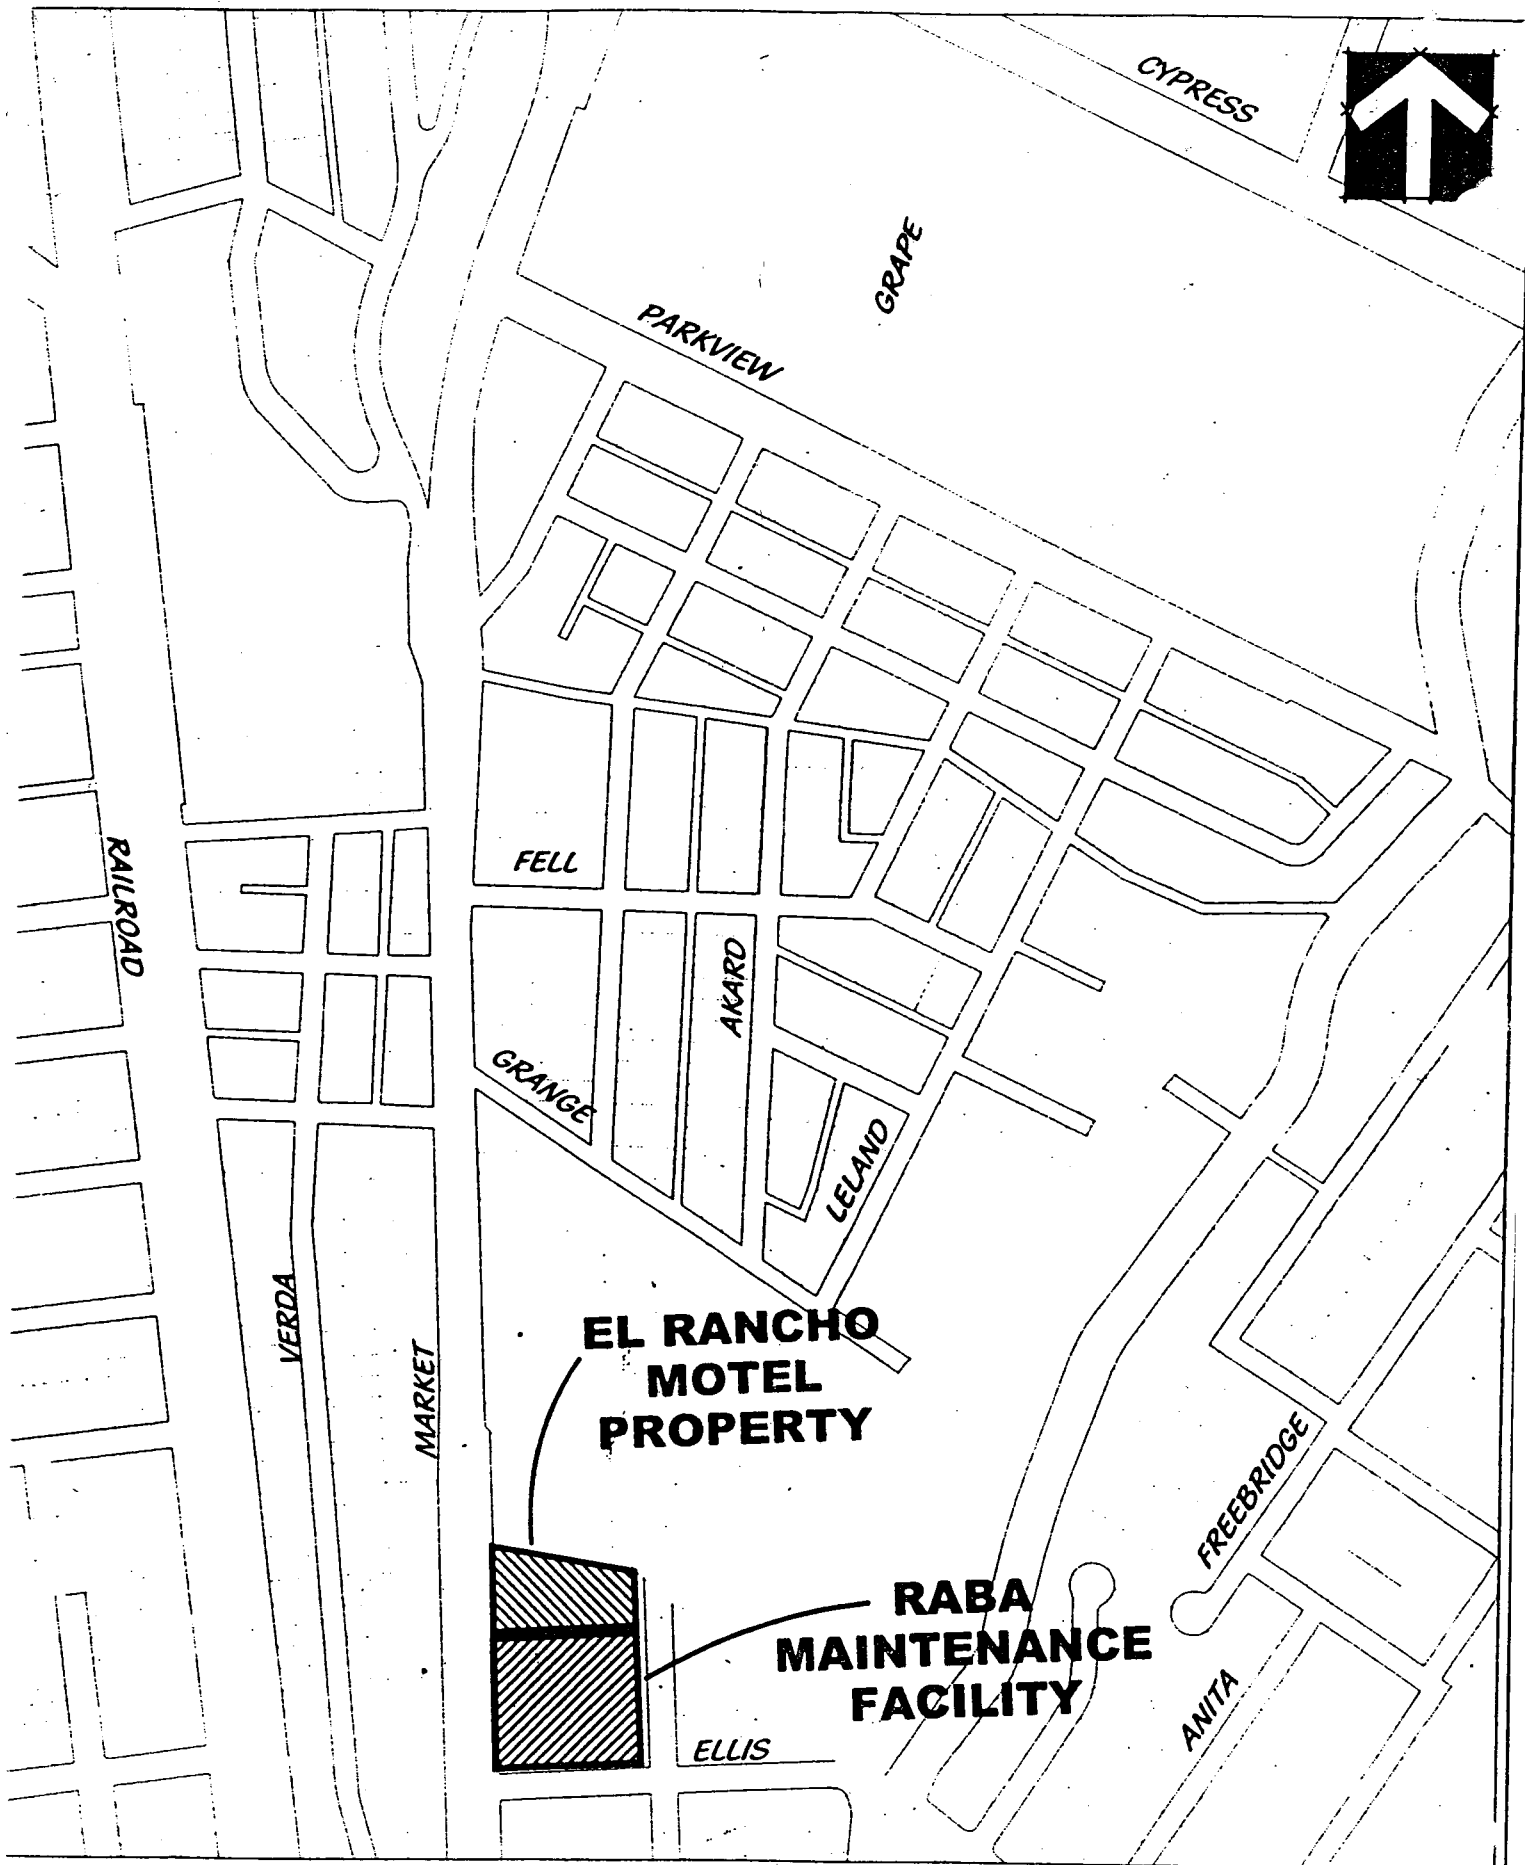 CYPRESS
GRAPE
PARKVIEW
RAILROAD
FELL
AKARD
GRANGE
LELAND
VERDA
MARKET
EL RANCHO
MOTEL
PROPERTY
FREEBRIDGE
RABA
MAINTENANCE
FACILITY
ANITA
ELLIS